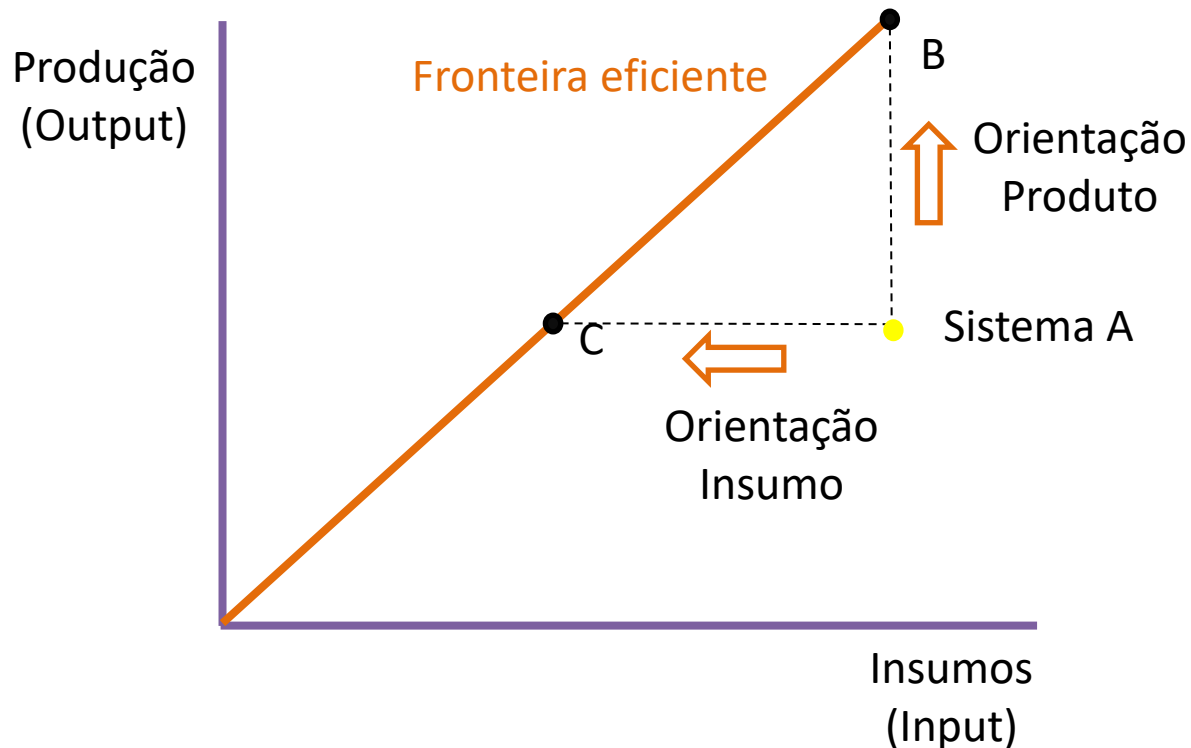 Produção
(Output)
Fronteira eficiente
B
Orientação
Produto
Sistema A
C
Orientação
Insumo
Insumos
(Input)